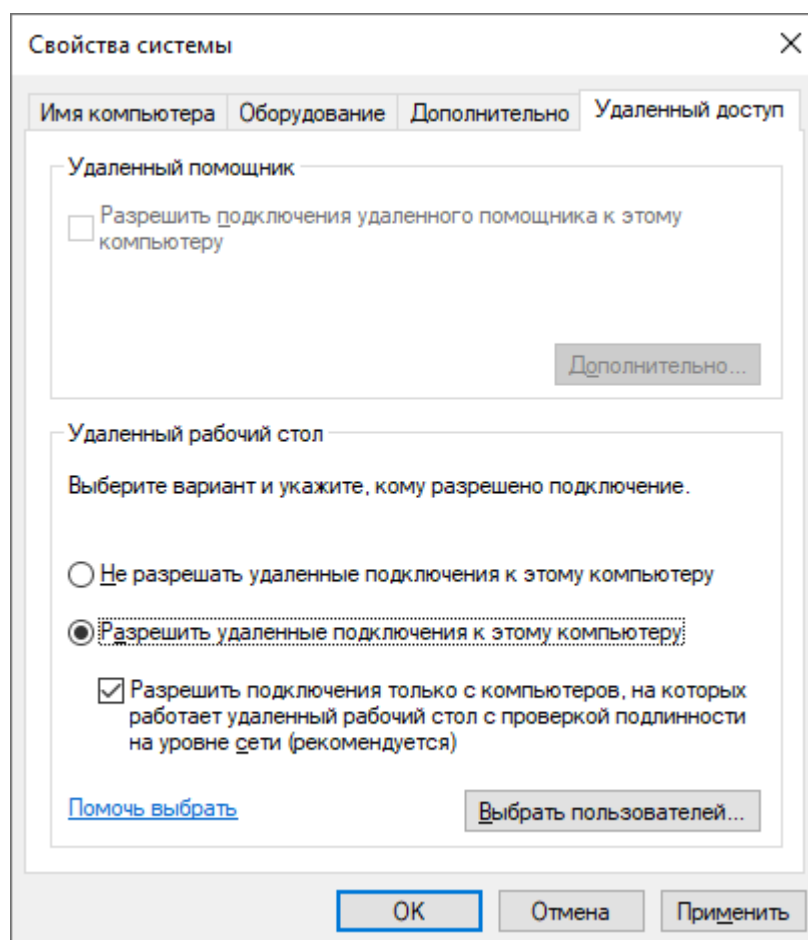 Свойства системы
Имя компьютера Оборудование Дополнительно Удаленный доступ
Удаленный помощник
Разрешить подключения удаленного помощника к этому
компьютеру
Дополнительно...
Удаленный рабочий стол
Выберите вариант и укажите, кому разрешено подключение.
Не разрешать удаленные подключения к этому компьютеру
Разрешить удаленные подключения к этому компьютеру
Разрешить подключения только с компьютеров, на которых
работает удаленный рабочий стол с проверкой подлинности
на уровне сети (рекомендуется)
Помочь выбрать Выбрать пользователей...
OK Отмена Применить